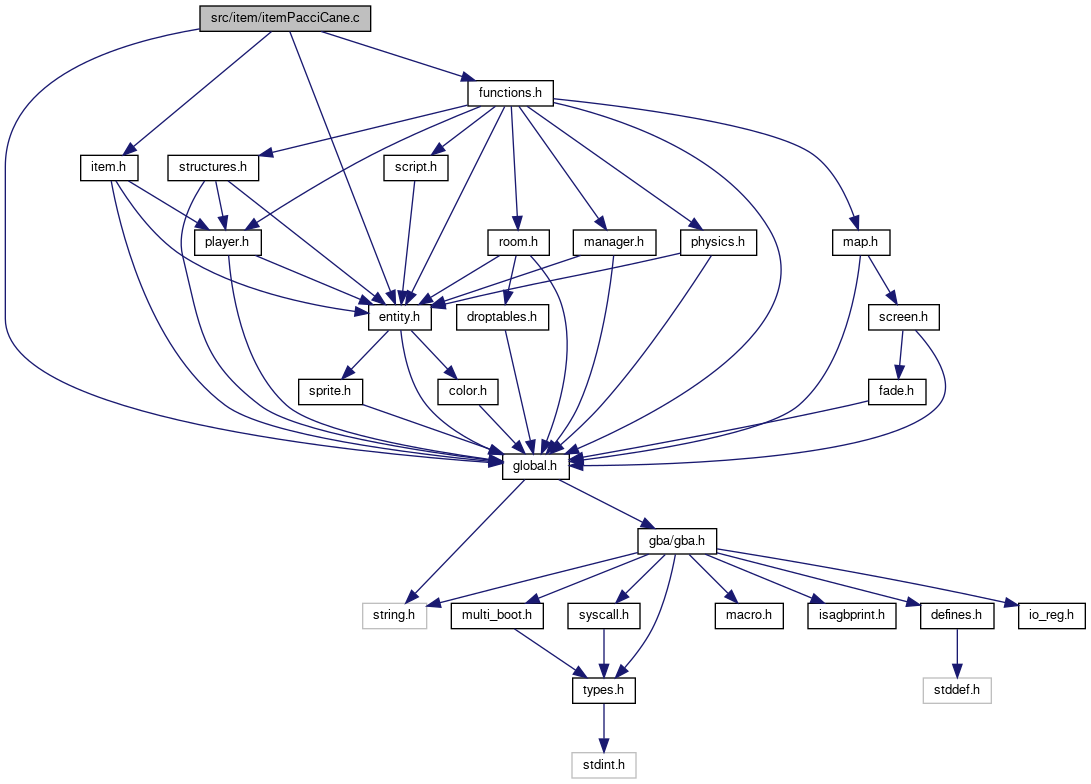 src/item/itemPacciCane.c
functions.h
item.h
structures.h
script.h
player.h
room.h
manager.h
physics.h
map.h
entity.h
droptables.h
screen.h
sprite.h
color.h
fade.h
global.h
gba/gba.h
string.h
multi_boot.h
syscall.h
macro.h
isagbprint.h
defines.h
io_reg.h
types.h
stddef.h
stdint.h